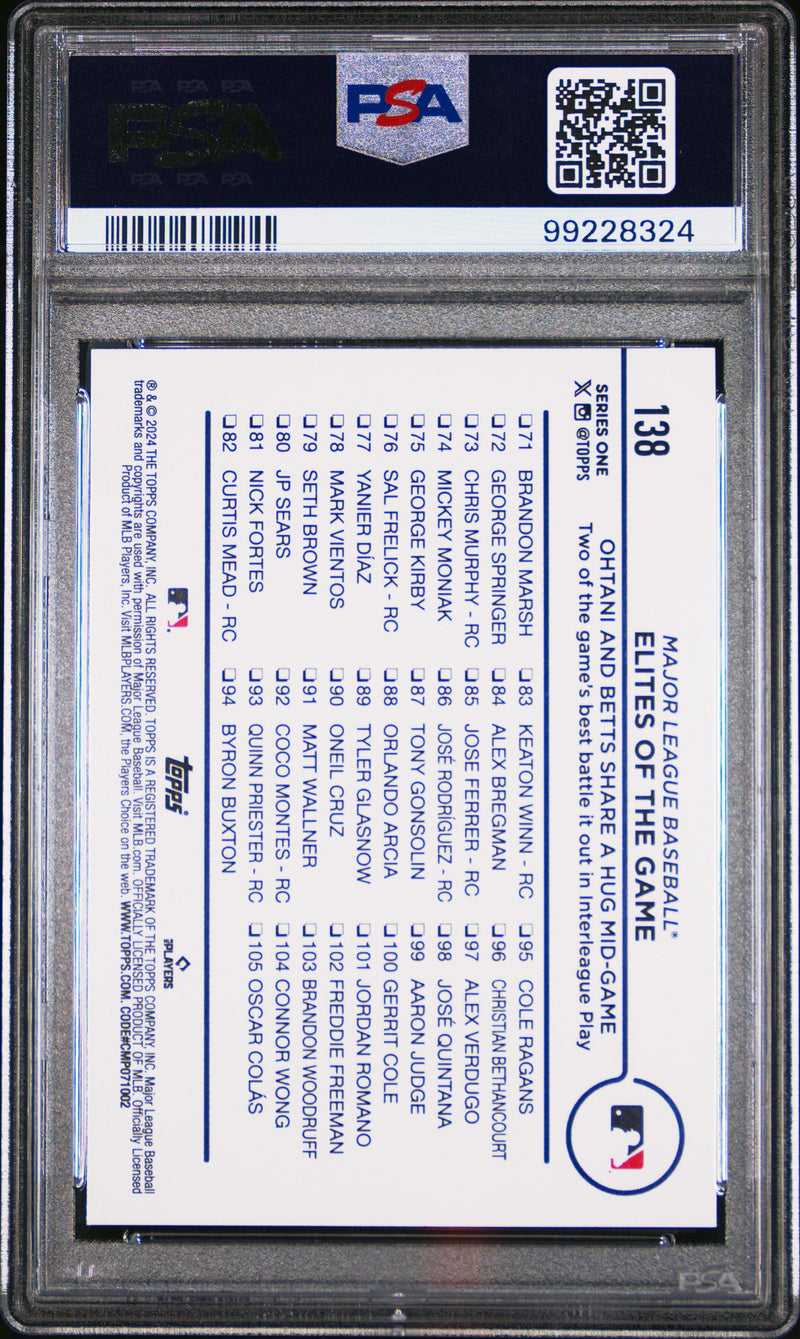 PSA PSA PSA
PSA
PSA PSA PSA
PSA
99228324
138
MAJOR LEAGUE BASEBALL®
ELITES OF THE GAME
SERIES ONE
@TOPPS
OHTANI AND BETTS SHARE A HUG MID-GAME
Two of the game's best battle it out in Interleague Play
71 BRANDON MARSH
72 GEORGE SPRINGER
73 CHRIS MURPHY - RC
74 MICKEY MONIAK
75 GEORGE KIRBY
76 SAL FRELICK - RC
77 YANIER DÍAZ
78 MARK VIENTOS
79 SETH BROWN
80 JP SEARS
81 NICK FORTES
82 CURTIS MEAD - RC
83 KEATON WINN - RC
84 ALEX BREGMAN
85 JOSE FERRER - RC
86 JOSÉ RODRÍGUEZ - RC
87 TONY GONSOLIN
88 ORLANDO ARCIA
89 TYLER GLASNOW
90 ONEIL CRUZ
91 MATT WALLNER
92 COCO MONTES - RC
93 QUINN PRIESTER - RC
94 BYRON BUXTON
95 COLE RAGANS
96 CHRISTIAN BETHANCOURT
97 ALEX VERDUGO
98 JOSÉ QUINTANA
99 AARON JUDGE
100 GERRIT COLE
101 JORDAN ROMANO
102 FREDDIE FREEMAN
103 BRANDON WOODRUFF
104 CONNOR WONG
105 OSCAR COLÁS
topps
PLAYERS
® & © 2024 THE TOPPS COMPANY, INC. ALL RIGHTS RESERVED. TOPPS IS A REGISTERED TRADEMARK OF THE TOPPS COMPANY, INC. Major League Baseball
trademarks and copyrights are used with permission of Major League Baseball. Visit MLB.com. OFFICIALLY LICENSED PRODUCT OF MLB. Officially Licensed
Product of MLB Players, Inc. Visit MLBPLAYERS.COM, the Players Choice on the web. WWW.TOPPS.COM. CODE#CMP071002
PSA